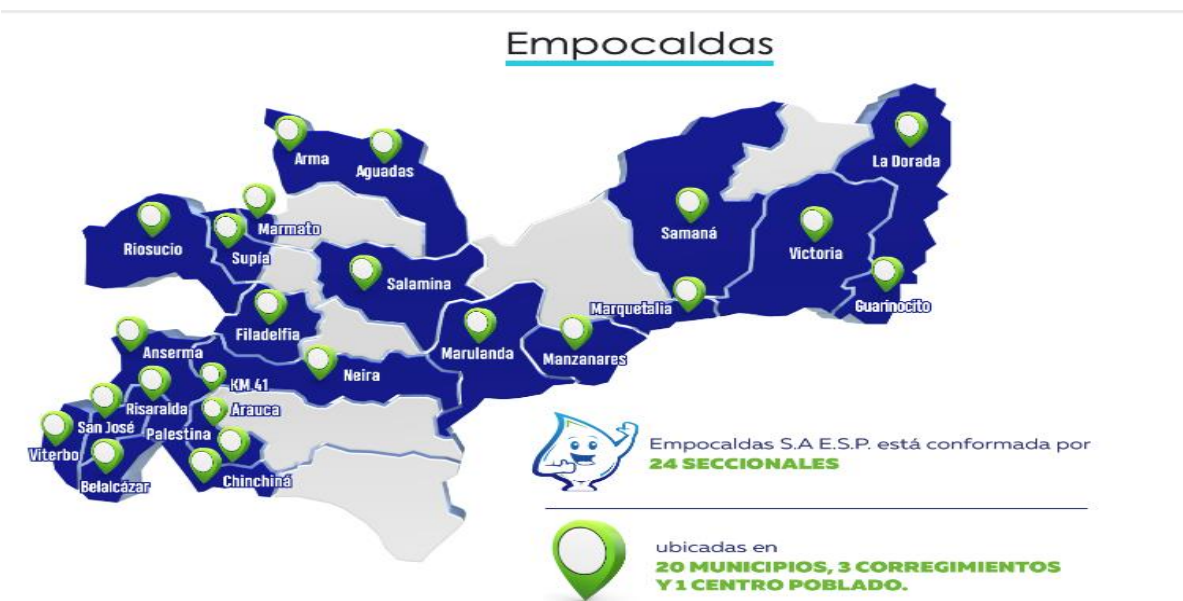 Empocaldas
Arma
Aguadas
La Dorada
Marmato
Riosucio
Supía
Samaná
Victoria
Salamina
Marquetalia
Guarinocito
Filadelfia
Anserma
Marulanda
Manzanares
Neira
KM 41
Risaralda
Arauca
San José
Palestina
Viterbo
Belalcázar
Chinchiná
Empocaldas S.A E.S.P. está conformada por
24 SECCIONALES
ubicadas en
20 MUNICIPIOS, 3 CORREGIMIENTOS
Y 1 CENTRO POBLADO.